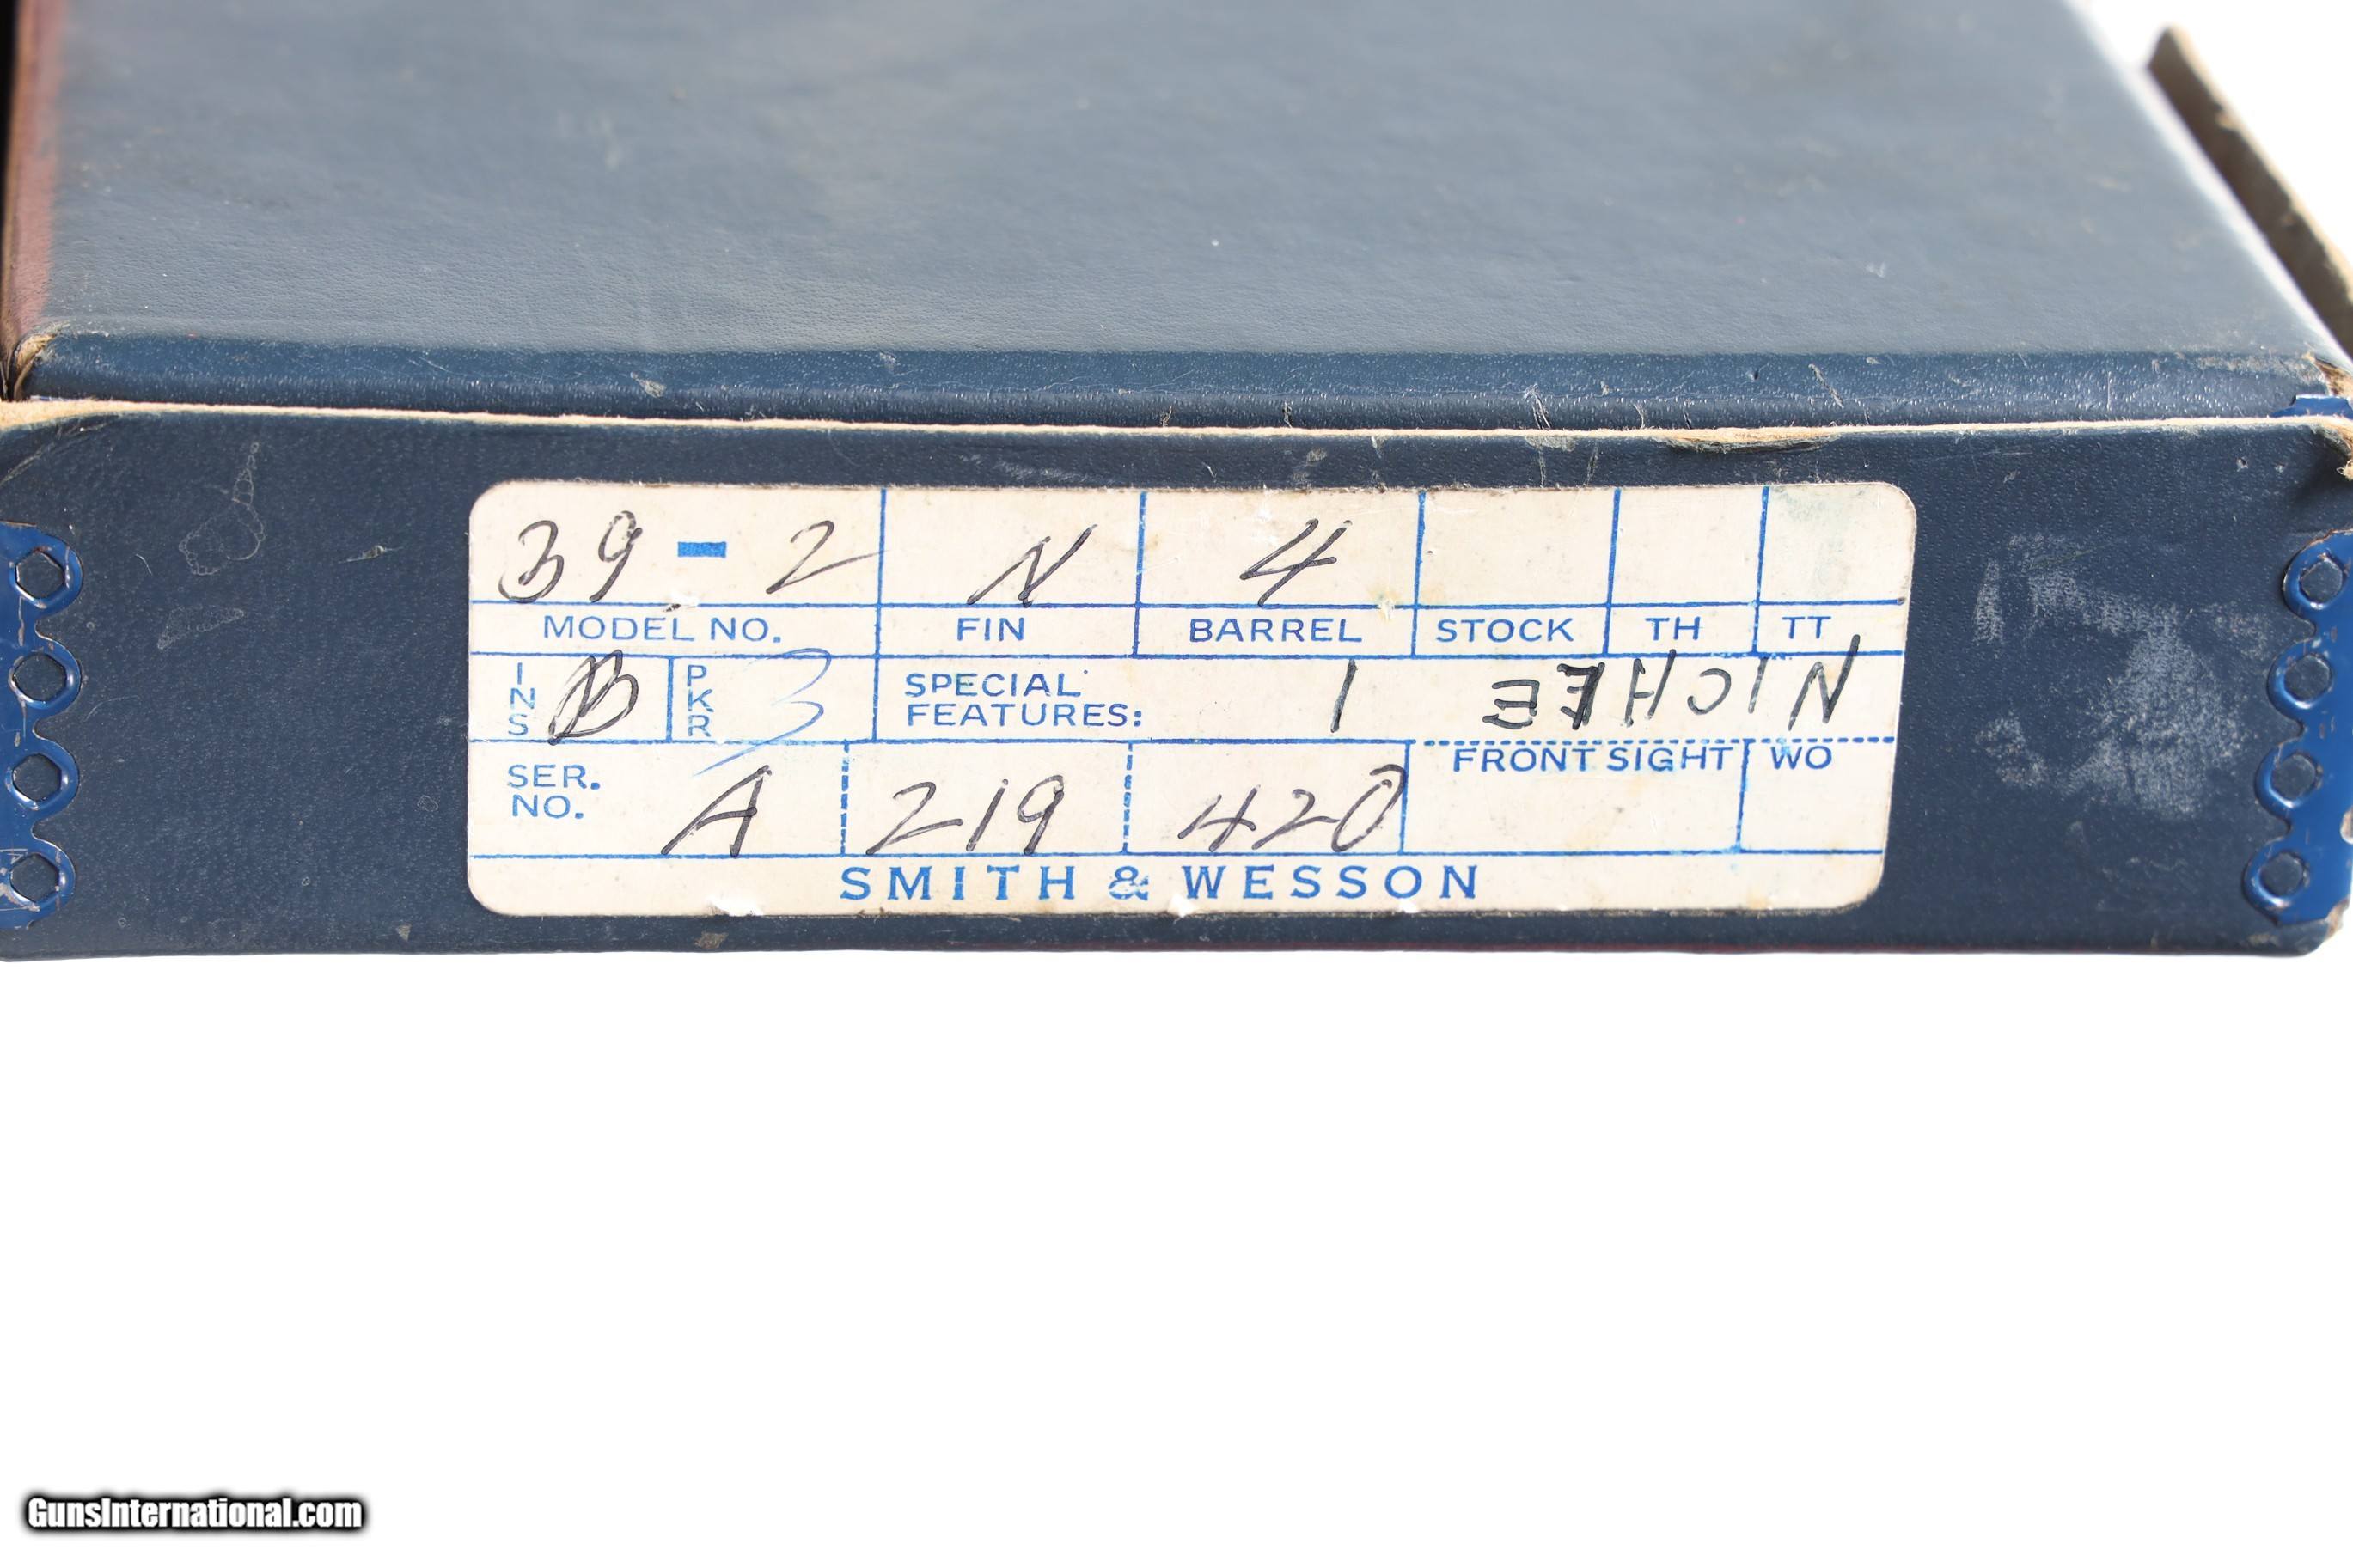 39-2 N 4
MODEL NO. FIN BARREL STOCK TH TT
INS B PKR 3 SPECIAL FEATURES: 1 NICHEE
SER. NO. A 219 420 FRONT SIGHT WO
SMITH & WESSON
GunsInternational.com